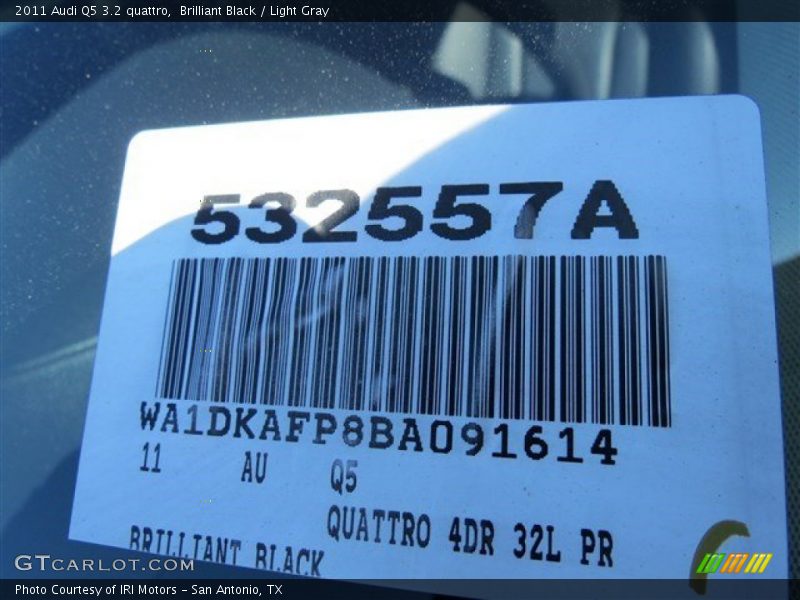 2011 Audi Q5 3.2 quattro,  Brilliant Black / Light Gray
532557A
WA1DKAFP8BA091614
11 AU Q5
QUATTRO 4DR 32L PR
BRILLIANT BLACK
GTCARLOT.COM
Photo Courtesy of IRI Motors – San Antonio, TX